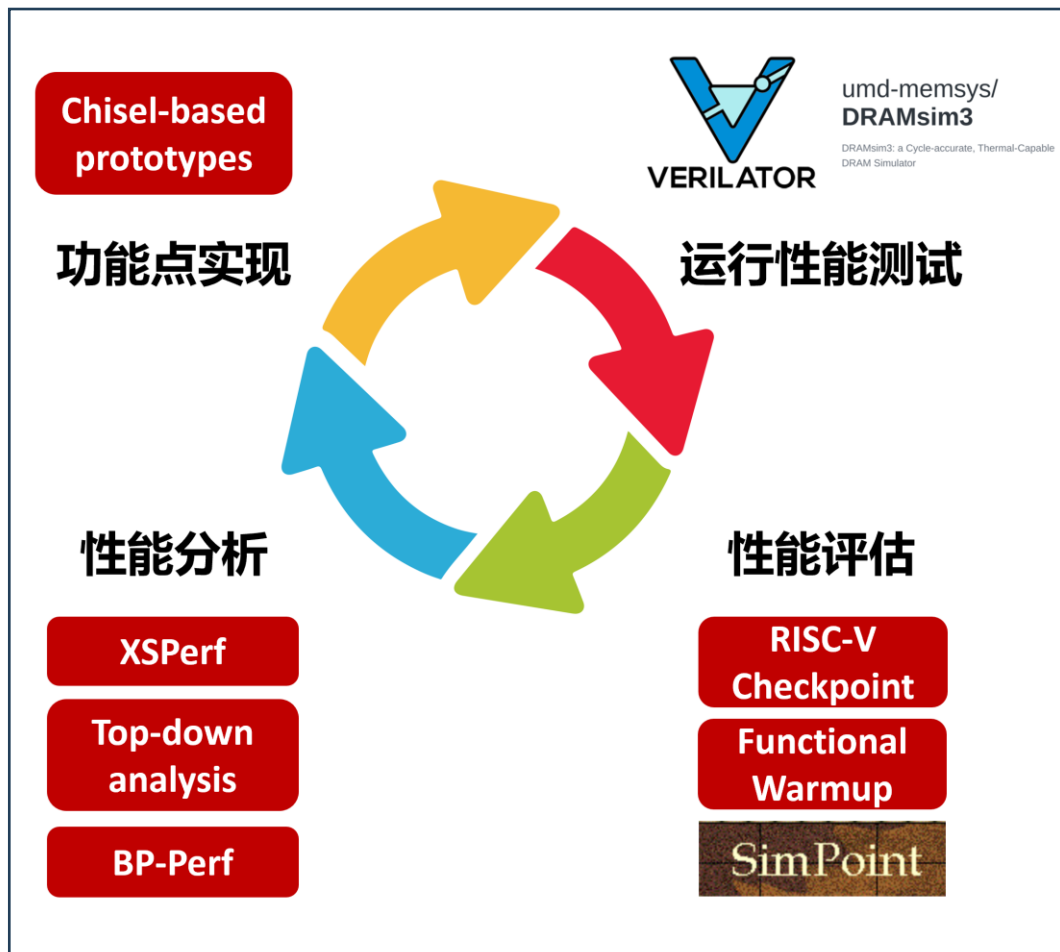 Chisel-based
prototypes
功能点实现
VERILATOR
umd-memsys/
DRAMsim3
DRAMsim3: a Cycle-accurate, Thermal-Capable
DRAM Simulator
运行性能测试
性能分析
XSPerf
Top-down
analysis
BP-Perf
性能评估
RISC-V
Checkpoint
Functional
Warmup
SimPoint